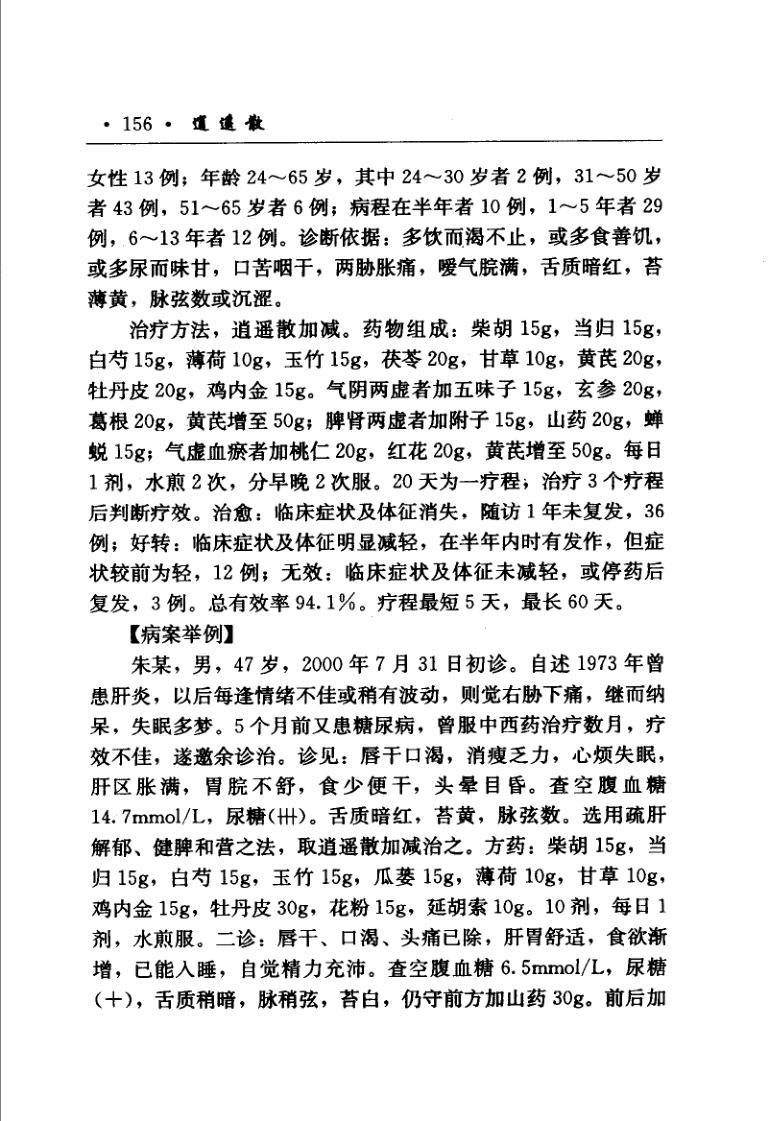 · 156 · 逍遥散
女性 13 例；年龄 24～65 岁，其中 24～30 岁者 2 例，31～50 岁
者 43 例，51～65 岁者 6 例；病程在半年者 10 例，1～5 年者 29
例，6～13 年者 12 例。诊断依据：多饮而渴不止，或多食善饥，
或多尿而味甘，口苦咽干，两胁胀痛，嗳气脘满，舌质暗红，苔
薄黄，脉弦数或沉涩。
治疗方法，逍遥散加减。药物组成：柴胡 15g，当归 15g，
白芍 15g，薄荷 10g，玉竹 15g，茯苓 20g，甘草 10g，黄芪 20g，
牡丹皮 20g，鸡内金 15g。气阴两虚者加五味子 15g，玄参 20g，
葛根 20g，黄芪增至 50g；脾肾两虚者加附子 15g，山药 20g，蝉
蜕 15g；气虚血瘀者加桃仁 20g，红花 20g，黄芪增至 50g。每日
1 剂，水煎 2 次，分早晚 2 次服。20 天为一疗程；治疗 3 个疗程
后判断疗效。治愈：临床症状及体征消失，随访 1 年未复发，36
例；好转：临床症状及体征明显减轻，在半年内时有发作，但症
状较前为轻，12 例；无效：临床症状及体征未减轻，或停药后
复发，3 例。总有效率 94.1%。疗程最短 5 天，最长 60 天。
【病案举例】
朱某，男，47 岁，2000 年 7 月 31 日初诊。自述 1973 年曾
患肝炎，以后每逢情绪不佳或稍有波动，则觉右胁下痛，继而纳
呆，失眠多梦。5 个月前又患糖尿病，曾服中西药治疗数月，疗
效不佳，遂邀余诊治。诊见：唇干口渴，消瘦乏力，心烦失眠，
肝区胀满，胃脘不舒，食少便干，头晕目昏。查空腹血糖
14.7mmol/L，尿糖(卅)。舌质暗红，苔黄，脉弦数。选用疏肝
解郁、健脾和营之法，取逍遥散加减治之。方药：柴胡 15g，当
归 15g，白芍 15g，玉竹 15g，瓜蒌 15g，薄荷 10g，甘草 10g，
鸡内金 15g，牡丹皮 30g，花粉 15g，延胡索 10g。10 剂，每日 1
剂，水煎服。二诊：唇干、口渴、头痛已除，肝胃舒适，食欲渐
增，已能入睡，自觉精力充沛。查空腹血糖 6.5mmol/L，尿糖
（＋），舌质稍暗，脉稍弦，苔白，仍守前方加山药 30g。前后加